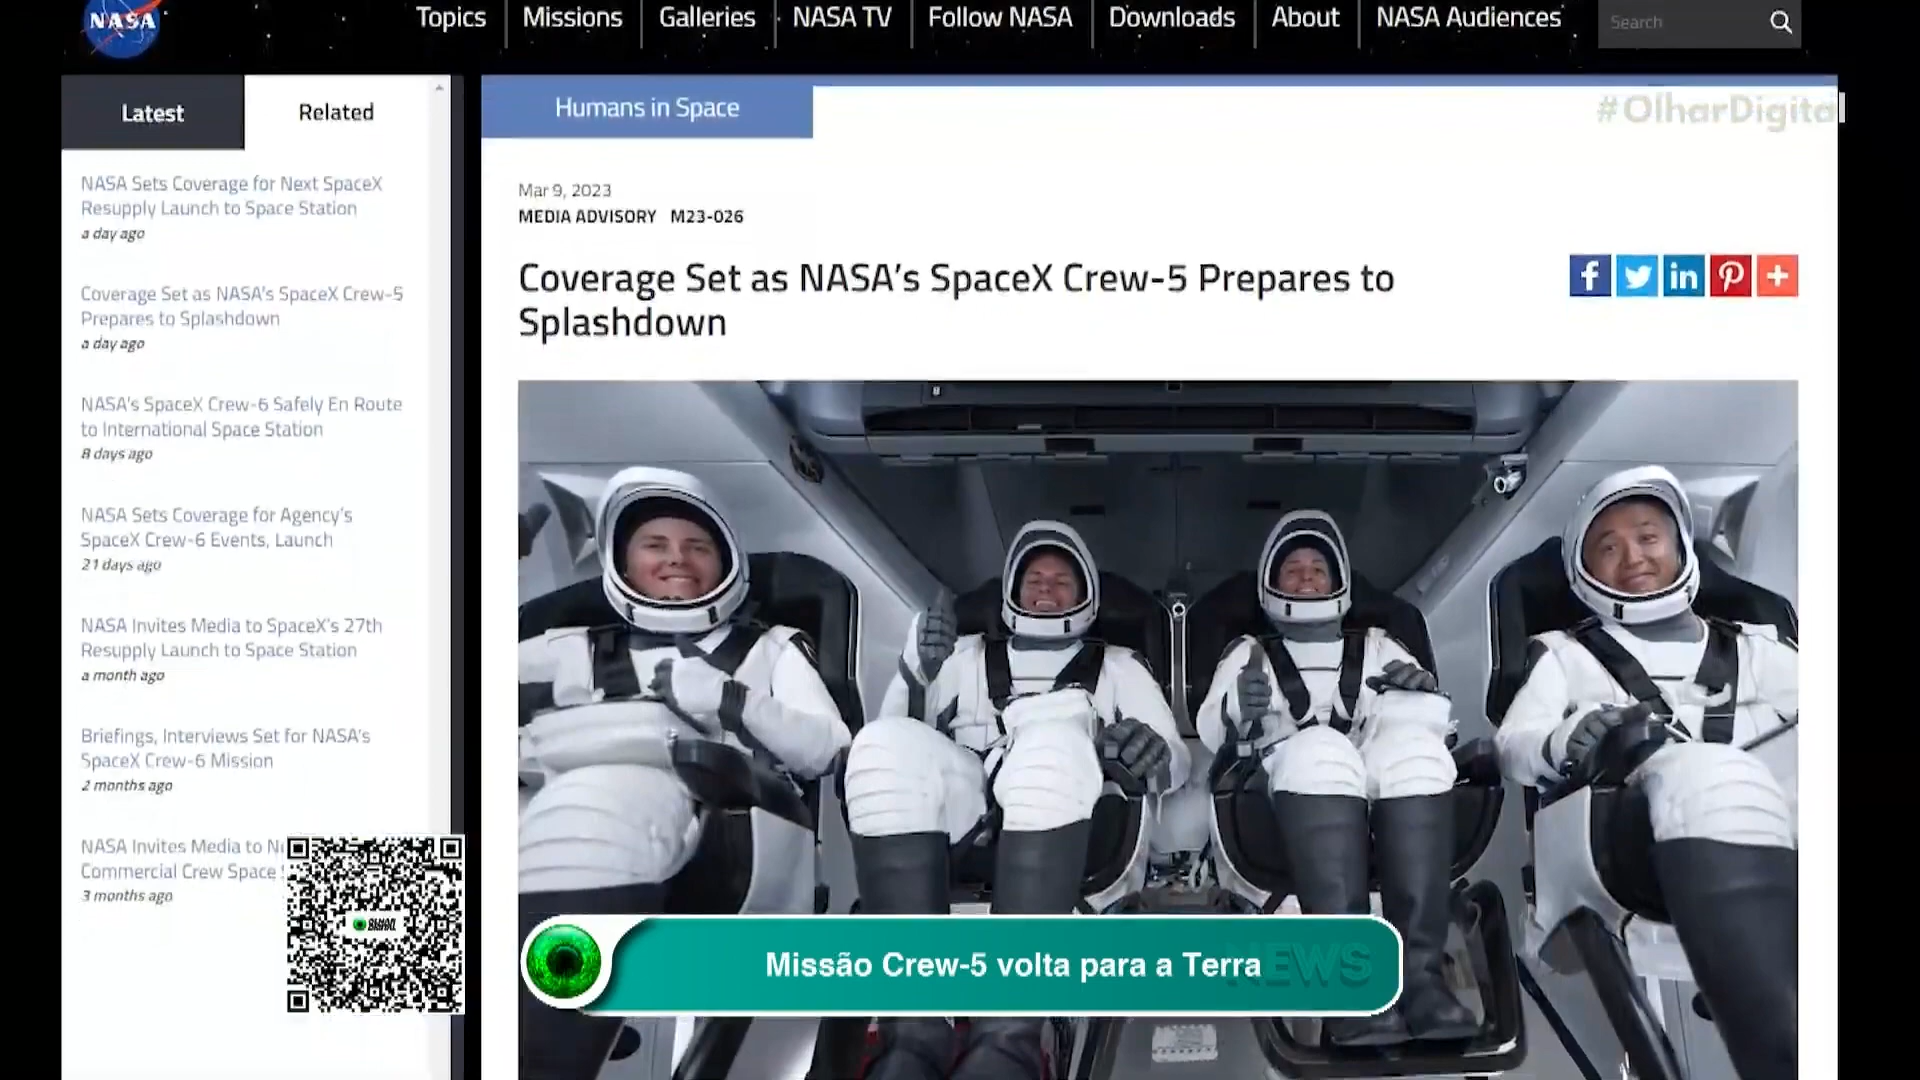 NASA
Topics
Missions
Galleries
NASA TV
Follow NASA
Downloads
About
NASA Audiences
Search
Latest
Related
NASA Sets Coverage for Next SpaceX
Resupply Launch to Space Station
a day ago
Coverage Set as NASA's SpaceX Crew-5
Prepares to Splashdown
a day ago
NASA's SpaceX Crew-6 Safely En Route
to International Space Station
8 days ago
NASA Sets Coverage for Agency's
SpaceX Crew-6 Events, Launch
21 days ago
NASA Invites Media to SpaceX's 27th
Resupply Launch to Space Station
a month ago
Briefings, Interviews Set for NASA's
SpaceX Crew-6 Mission
2 months ago
NASA Invites Media to
Commercial Crew Space
3 months ago
Humans in Space
#OlharDigital
Mar 9, 2023
MEDIA ADVISORY M23-026
Coverage Set as NASA's SpaceX Crew-5 Prepares to
Splashdown
Missão Crew-5 volta para a Terra
NEWS